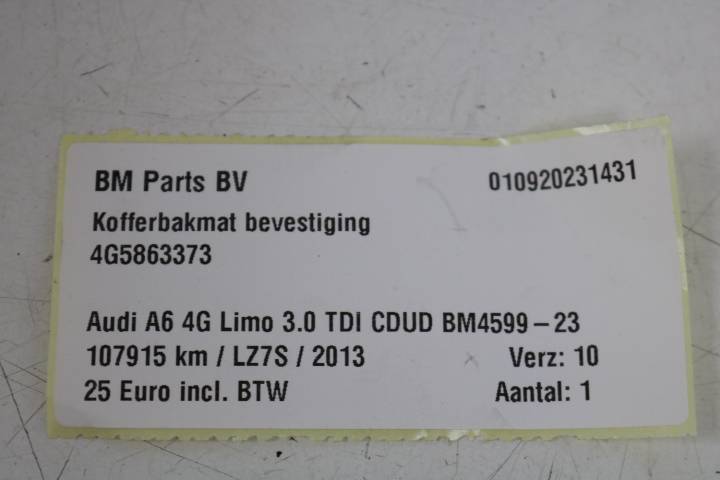 BM Parts BV 010920231431
Kofferbakmat bevestiging
4G5863373
Audi A6 4G Limo 3.0 TDI CDUD BM4599-23
107915 km / LZ7S / 2013 Verz: 10
25 Euro incl. BTW Aantal: 1